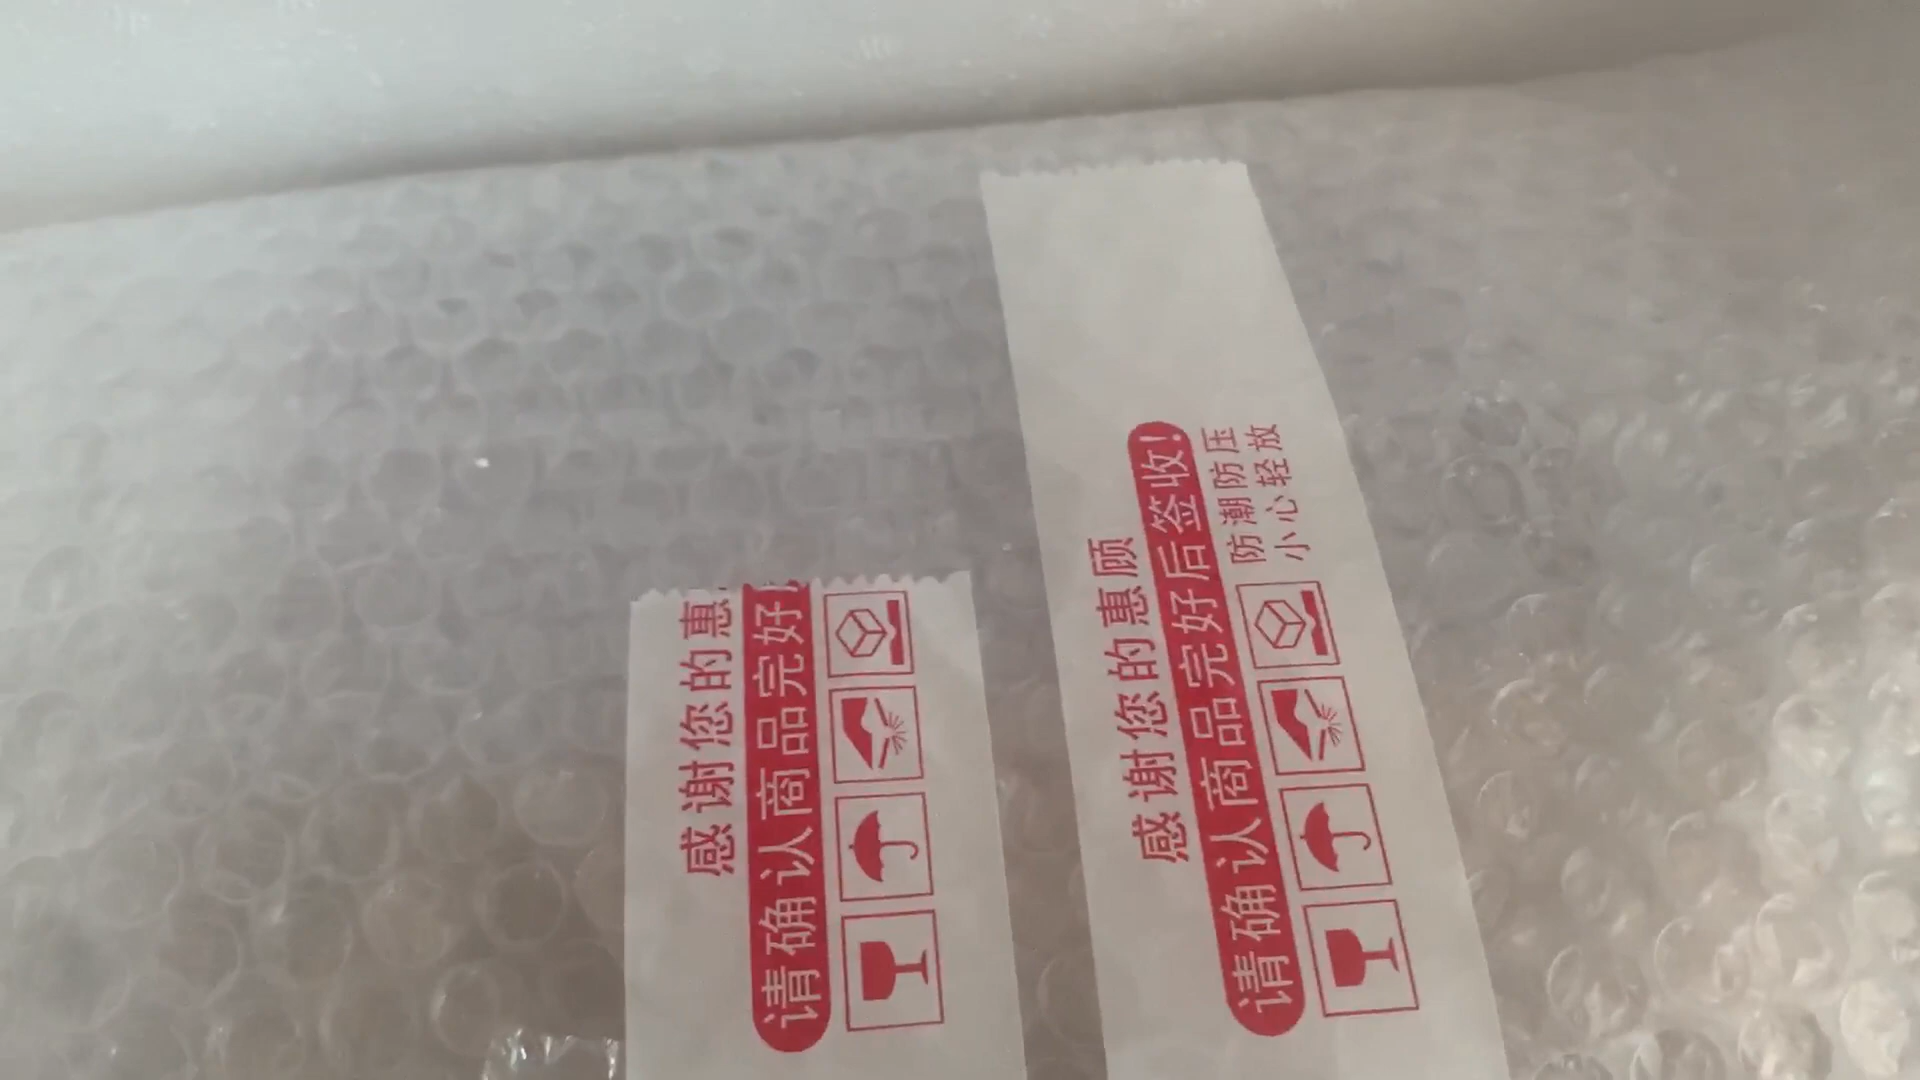 感谢您的惠
请确认商品完好
感谢您的惠顾
请确认商品完好后签收!
防潮防压
小心轻放